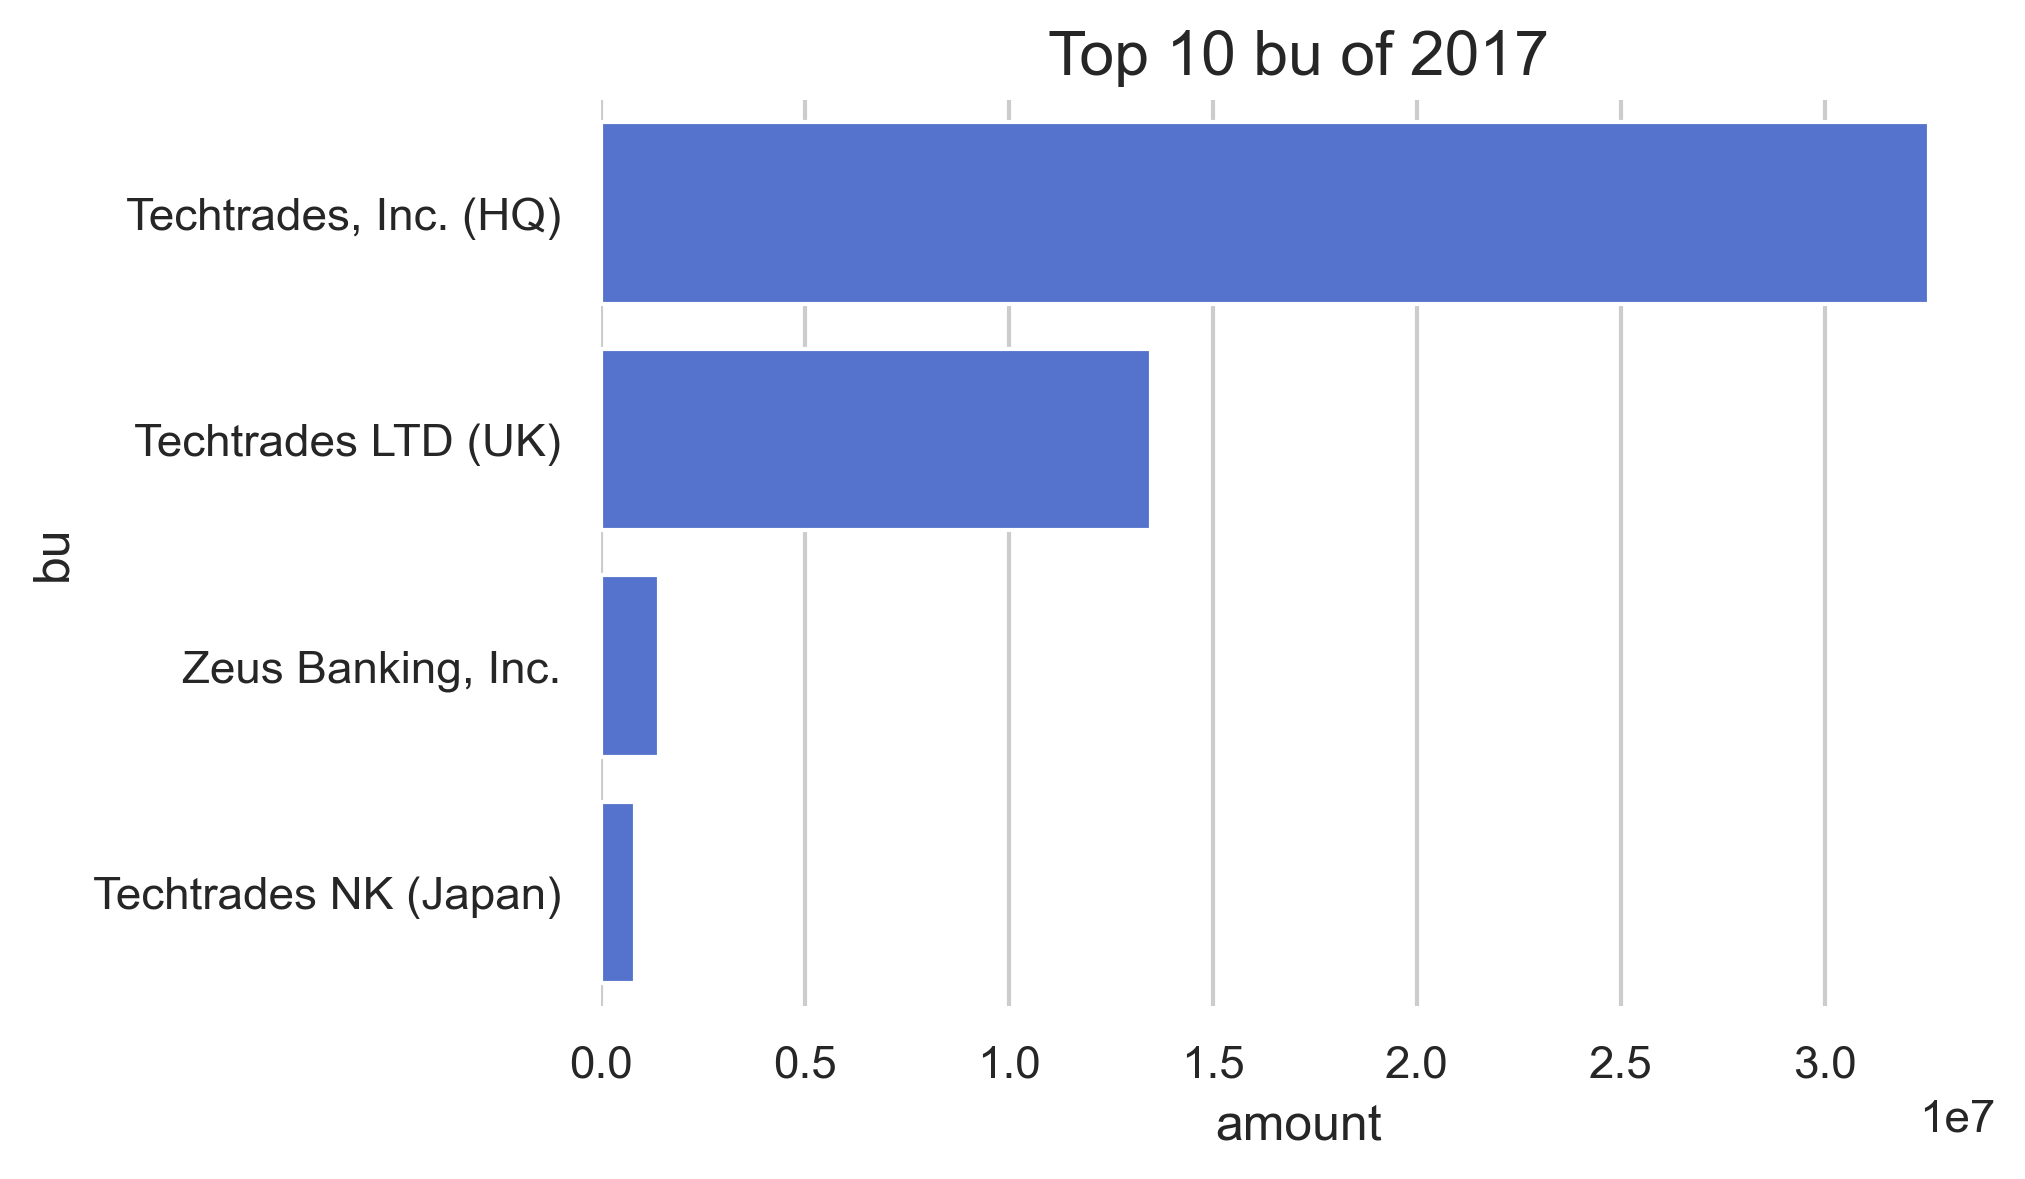 Top 10 bu of 2017
Techtrades, Inc. (HQ)
Techtrades LTD (UK)
Zeus Banking, Inc.
Techtrades NK (Japan)
bu
0.0 0.5 1.0 1.5 2.0 2.5 3.0
1e7
amount